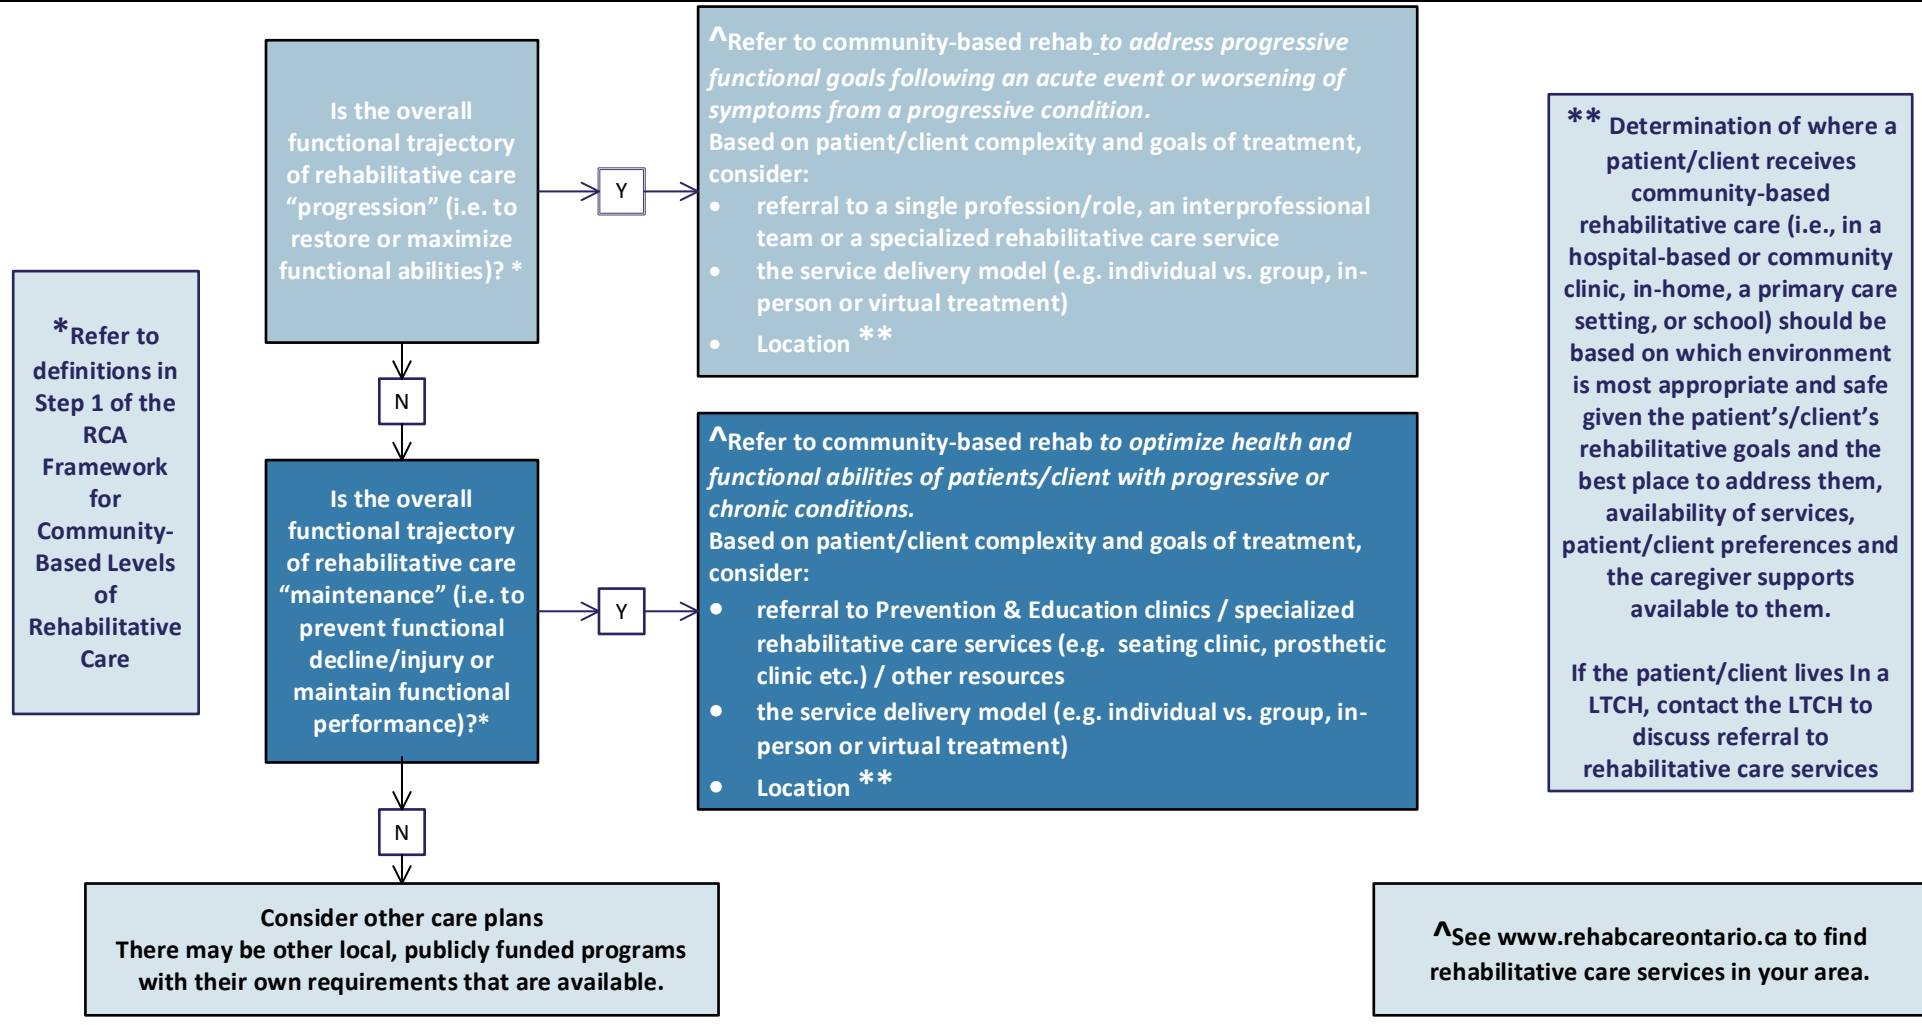 Is the overall
functional trajectory
of rehabilitative care
“progression” (i.e. to
restore or maximize
functional abilities)? *
Y
^Refer to community-based rehab to address progressive
functional goals following an acute event or worsening of
symptoms from a progressive condition.
Based on patient/client complexity and goals of treatment,
consider:
• referral to a single profession/role, an interprofessional
team or a specialized rehabilitative care service
• the service delivery model (e.g. individual vs. group, in-
person or virtual treatment)
• Location **
N
*Refer to
definitions in
Step 1 of the
RCA
Framework
for
Community-
Based Levels
of
Rehabilitative
Care
Is the overall
functional trajectory
of rehabilitative care
“maintenance” (i.e. to
prevent functional
decline/injury or
maintain functional
performance)?*
Y
^Refer to community-based rehab to optimize health and
functional abilities of patients/client with progressive or
chronic conditions.
Based on patient/client complexity and goals of treatment,
consider:
• referral to Prevention & Education clinics / specialized
rehabilitative care services (e.g. seating clinic, prosthetic
clinic etc.) / other resources
• the service delivery model (e.g. individual vs. group, in-
person or virtual treatment)
• Location **
N
Consider other care plans
There may be other local, publicly funded programs
with their own requirements that are available.
** Determination of where a
patient/client receives
community-based
rehabilitative care (i.e., in a
hospital-based or community
clinic, in-home, a primary care
setting, or school) should be
based on which environment
is most appropriate and safe
given the patient’s/client’s
rehabilitative goals and the
best place to address them,
availability of services,
patient/client preferences and
the caregiver supports
available to them.
If the patient/client lives In a
LTCH, contact the LTCH to
discuss referral to
rehabilitative care services
^See www.rehabcareontario.ca to find
rehabilitative care services in your area.